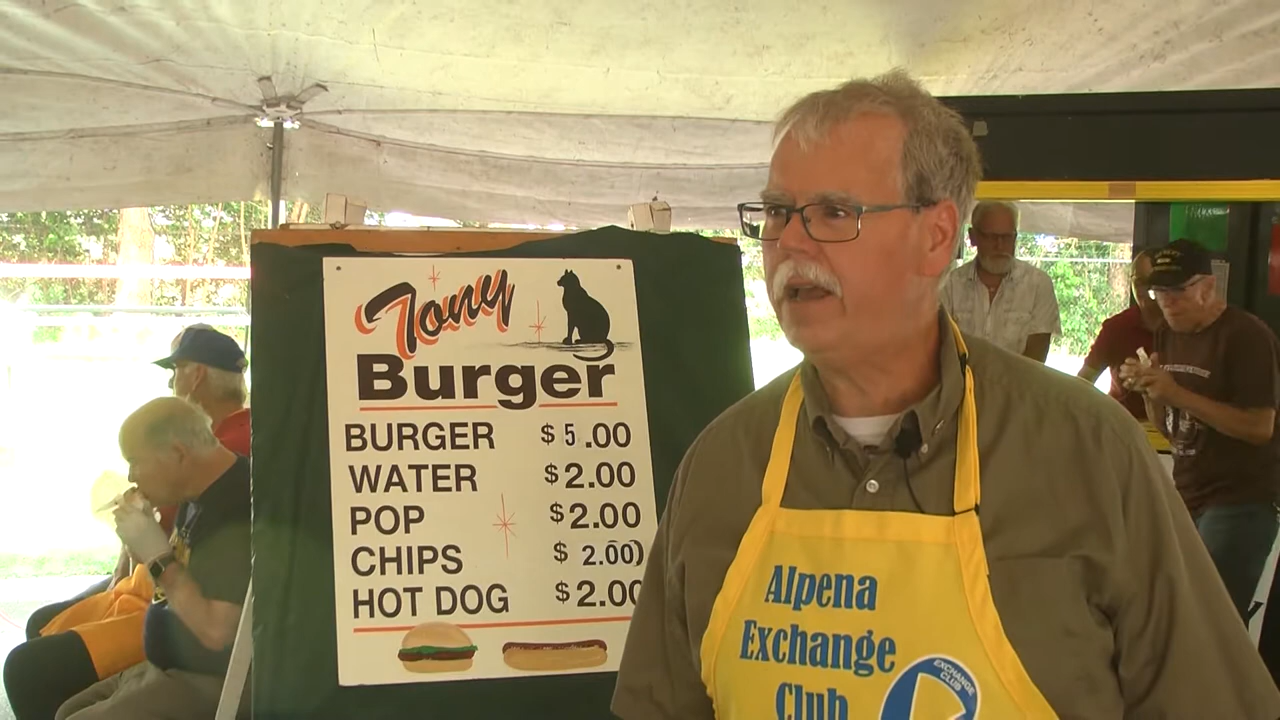 Tony
Burger
BURGER $5.00
WATER $2.00
POP $2.00
CHIPS $ 2.00)
HOT DOG $2.00
Alpena
Exchange
Club
EXCHANGE
CLUB